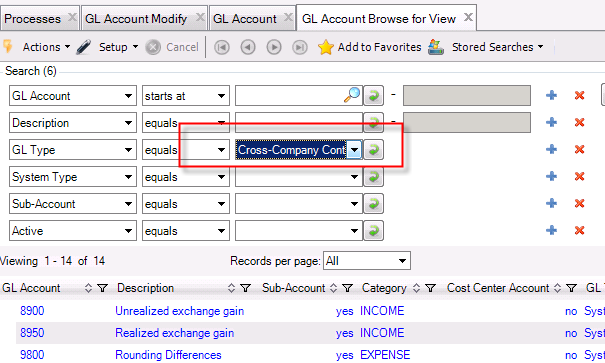 Processes GL Account Modify GL Account GL Account Browse for View
Actions Setup Cancel Add to Favorites Stored Searches
Search (6)
GL Account starts at -
Description equals -
GL Type equals Cross-Company Cont
System Type equals
Sub-Account equals
Active equals
Viewing 1 - 14 of 14 Records per page: All
GL Account Description Sub-Account Category Cost Center Account GL T
8900 Unrealized exchange gain yes INCOME no Syst
8950 Realized exchange gain yes INCOME no Syst
9800 Rounding Differences yes EXPENSE no Syst